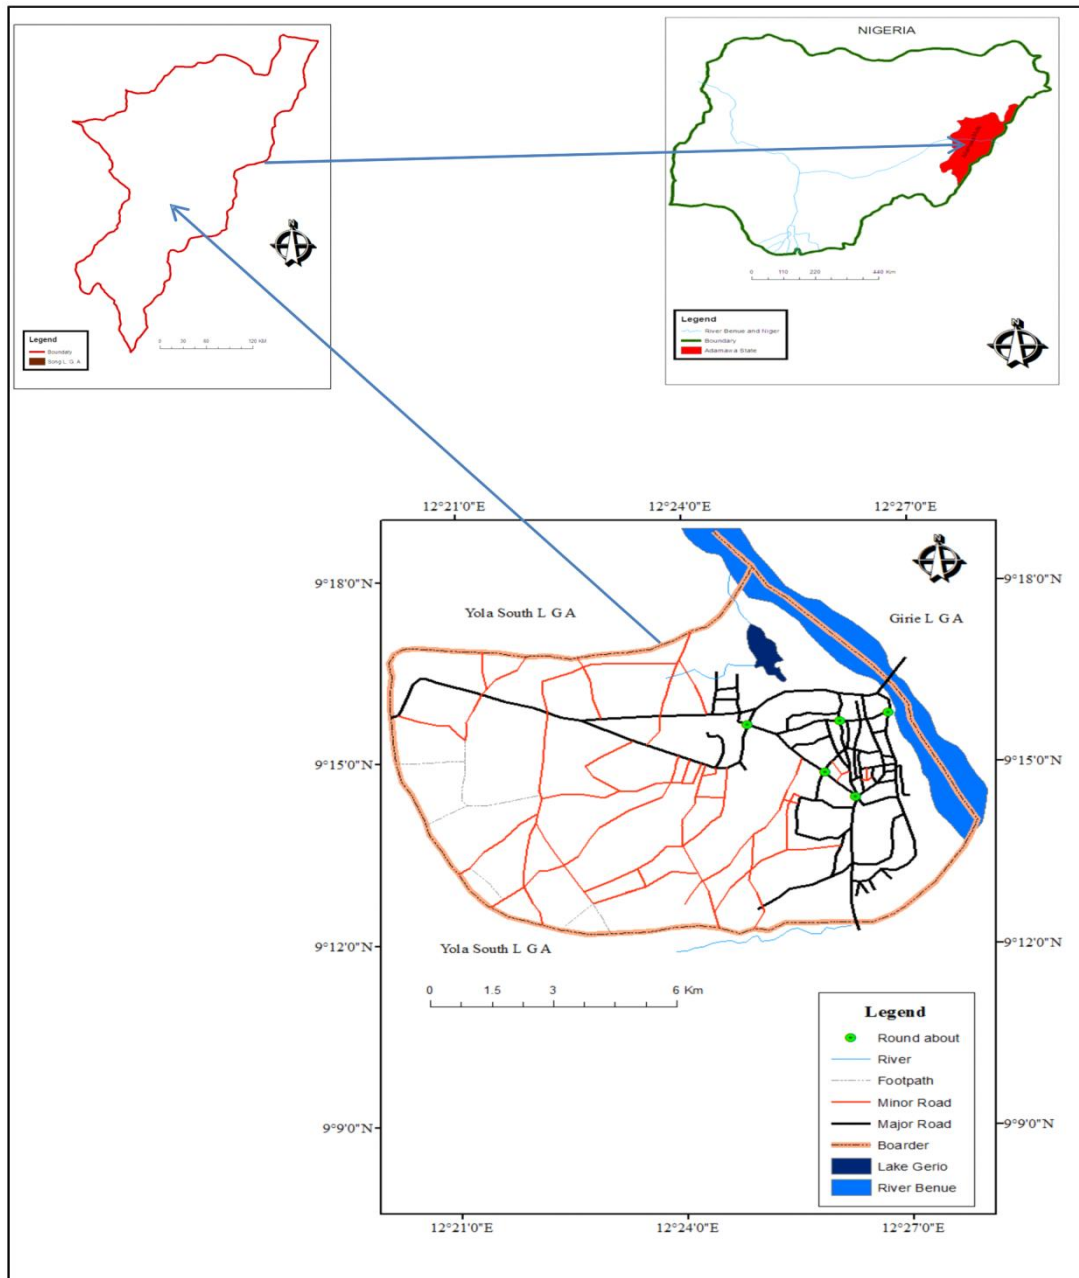 N
Legend
Boundary
Song L. G. A
0 30 60 120 KM
NIGERIA
0 110 220 440 Km
Legend
River Benue and Niger
Boundary
Adamawa State
N
12°21'0"E 12°24'0"E 12°27'0"E
N
9°18'0"N 9°18'0"N
Yola South L G A
Girie L G A
9°15'0"N 9°15'0"N
9°12'0"N 9°12'0"N
Yola South L G A
0 1.5 3 6 Km
Legend
Round about
River
Footpath
Minor Road
Major Road
Boarder
Lake Gerio
River Benue
9°9'0"N 9°9'0"N
12°21'0"E 12°24'0"E 12°27'0"E